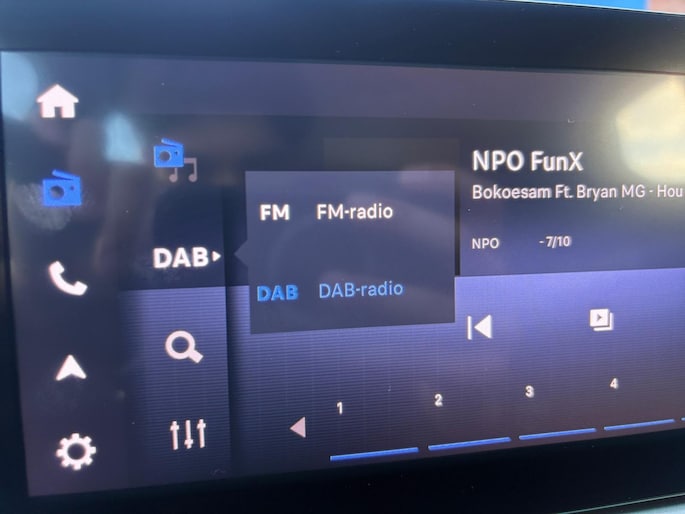 NPO FunX
Bokoesam Ft. Bryan MG - Hou
NPO - 7/10
FM FM-radio
DAB
DAB DAB-radio
1 2 3 4